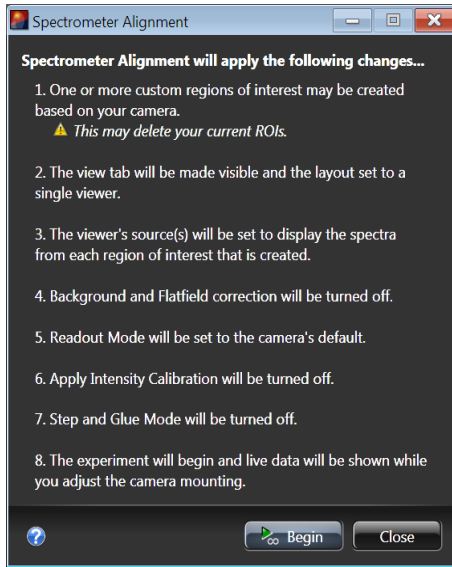 Spectrometer Alignment
Spectrometer Alignment will apply the following changes...
1. One or more custom regions of interest may be created
based on your camera.
This may delete your current ROIs.
2. The view tab will be made visible and the layout set to a
single viewer.
3. The viewer's source(s) will be set to display the spectra
from each region of interest that is created.
4. Background and Flatfield correction will be turned off.
5. Readout Mode will be set to the camera's default.
6. Apply Intensity Calibration will be turned off.
7. Step and Glue Mode will be turned off.
8. The experiment will begin and live data will be shown while
you adjust the camera mounting.
Begin
Close